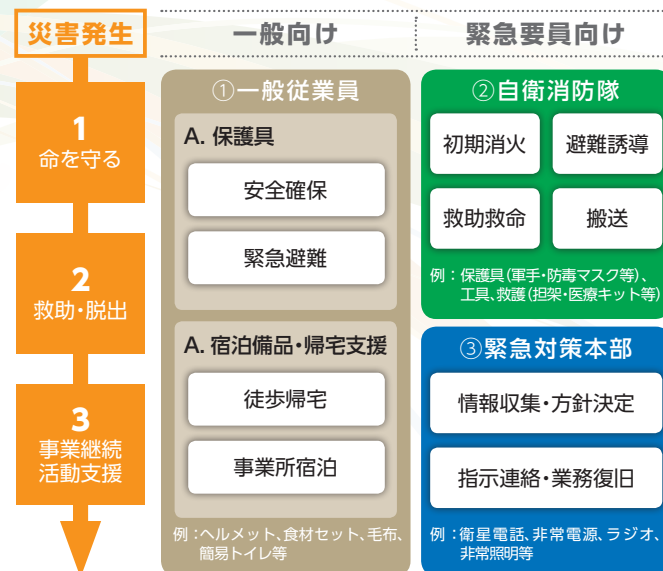 災害発生
一般向け
緊急要員向け
1
命を守る
2
救助・脱出
3
事業継続
活動支援
①一般従業員
A. 保護具
安全確保
緊急避難
A. 宿泊備品・帰宅支援
徒歩帰宅
事業所宿泊
例：ヘルメット、食材セット、毛布、
簡易トイレ等
②自衛消防隊
初期消火
避難誘導
救助救命
搬送
例：保護具(軍手・防毒マスク等)、
工具、救護(担架・医療キット等)
③緊急対策本部
情報収集・方針決定
指示連絡・業務復旧
例：衛星電話、非常電源、ラジオ、
非常照明等